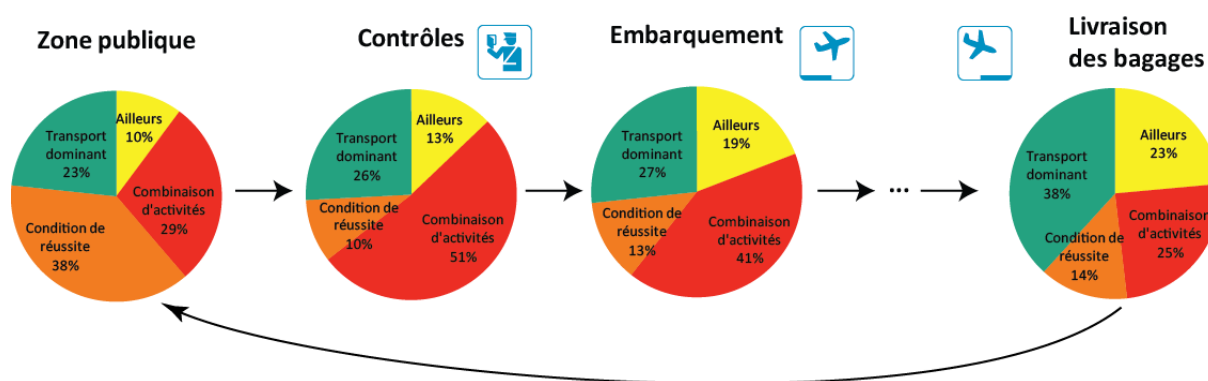 Zone publique
Contrôles
Embarquement
Livraison
des bagages
Ailleurs
10%
Transport
dominant
23%
Combinaison
d'activités
29%
Condition de
réussite
38%
Ailleurs
13%
Transport
dominant
26%
Condition de
réussite
10%
Combinaison
d'activités
51%
Ailleurs
19%
Transport
dominant
27%
Condition de
réussite
13%
Combinaison
d'activités
41%
...
Ailleurs
23%
Transport
dominant
38%
Combinaison
d'activités
25%
Condition de
réussite
14%